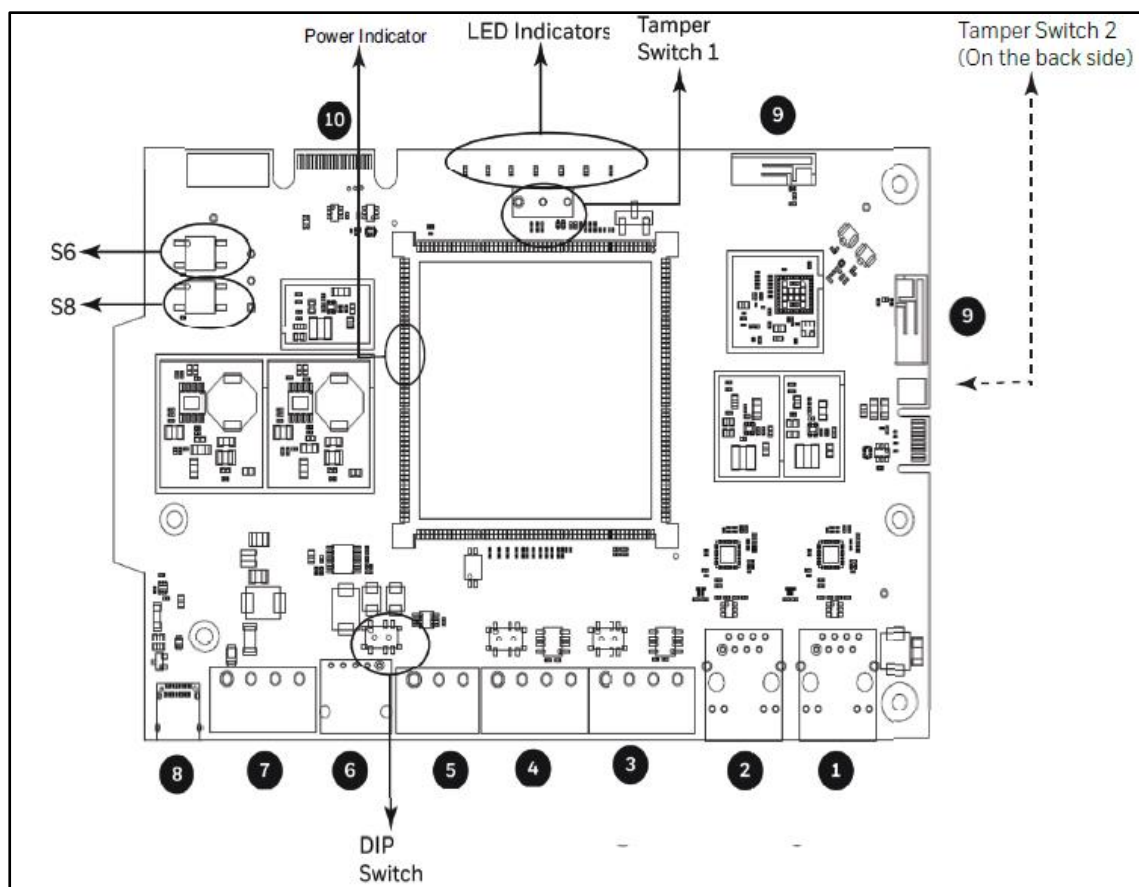 Power Indicator
LED Indicators
Tamper
Switch 1
Tamper Switch 2
(On the back side)
10
9
S6
S8
9
8
7
6
5
4
3
2
1
DIP
Switch